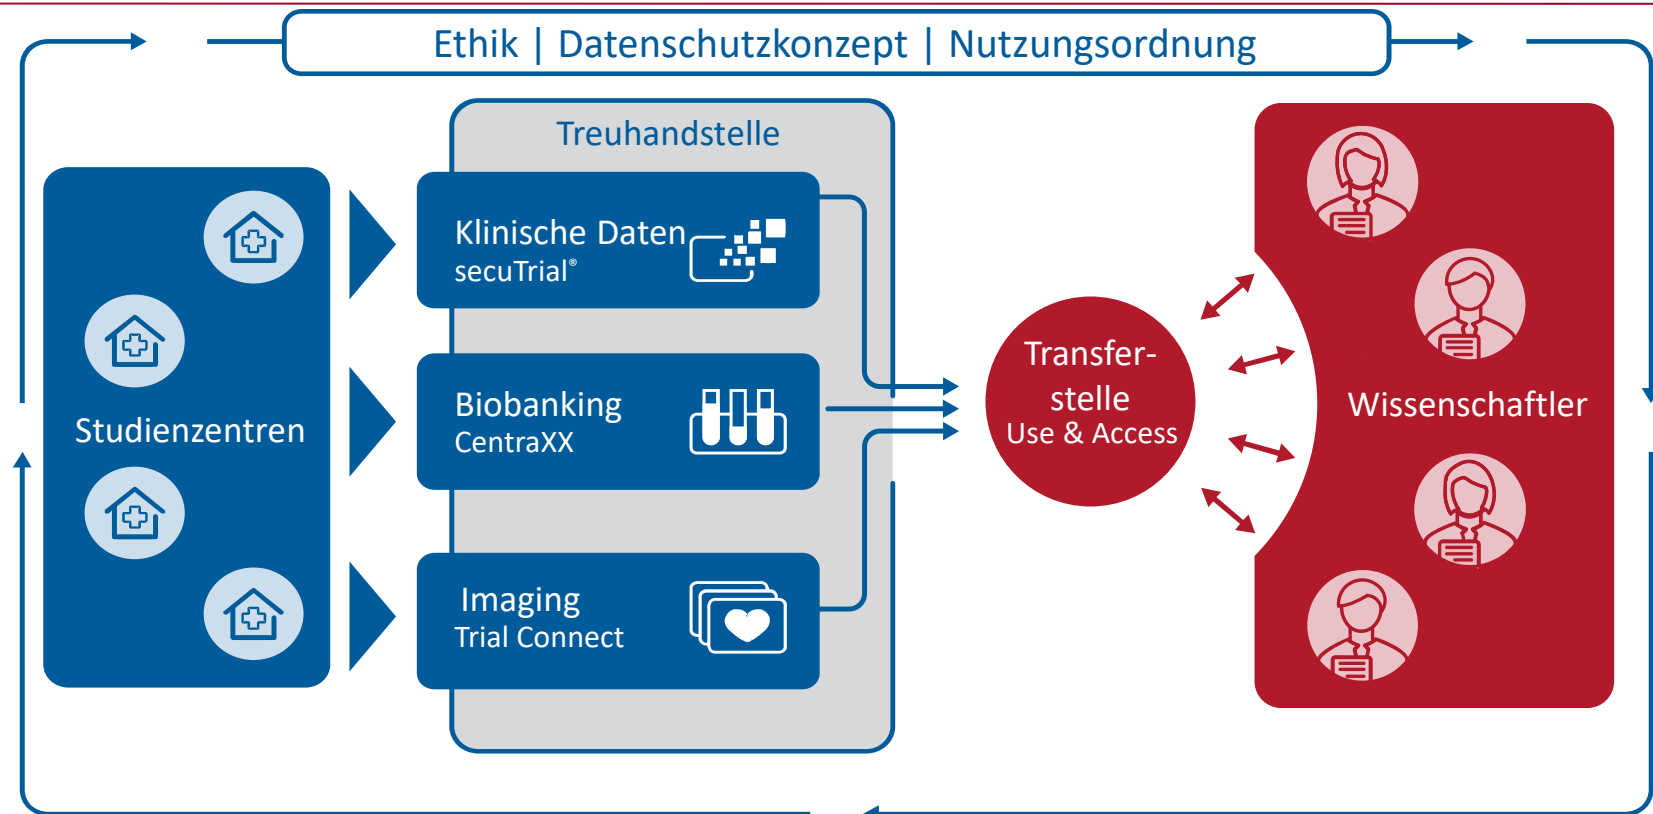 Ethik | Datenschutzkonzept | Nutzungsordnung
Treuhandstelle
Studienzentren
Klinische Daten
secuTrial®
Biobanking
CentraXX
Imaging
Trial Connect
Transfer-
stelle
Use & Access
Wissenschaftler